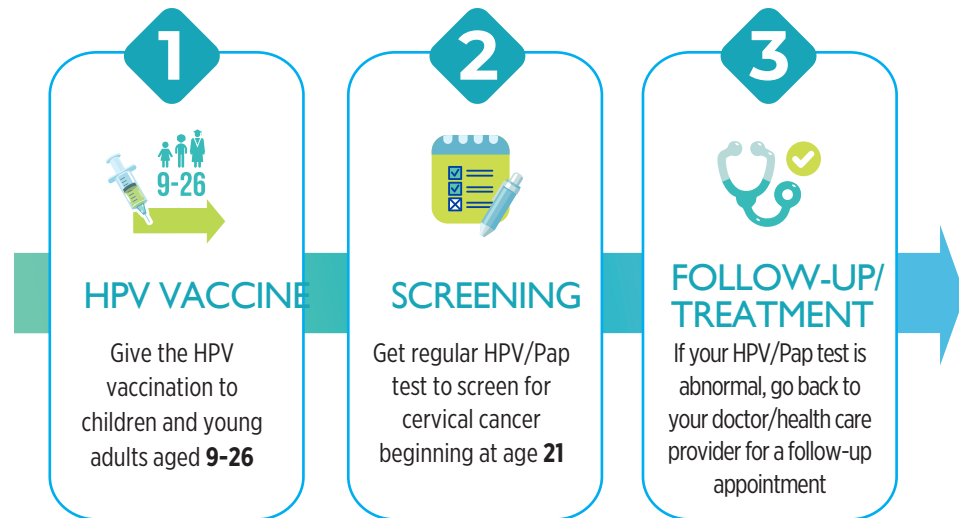 1
9-26
HPV VACCINE
Give the HPV
vaccination to
children and young
adults aged 9-26
2
SCREENING
Get regular HPV/Pap
test to screen for
cervical cancer
beginning at age 21
3
FOLLOW-UP/
TREATMENT
If your HPV/Pap test is
abnormal, go back to
your doctor/health care
provider for a follow-up
appointment